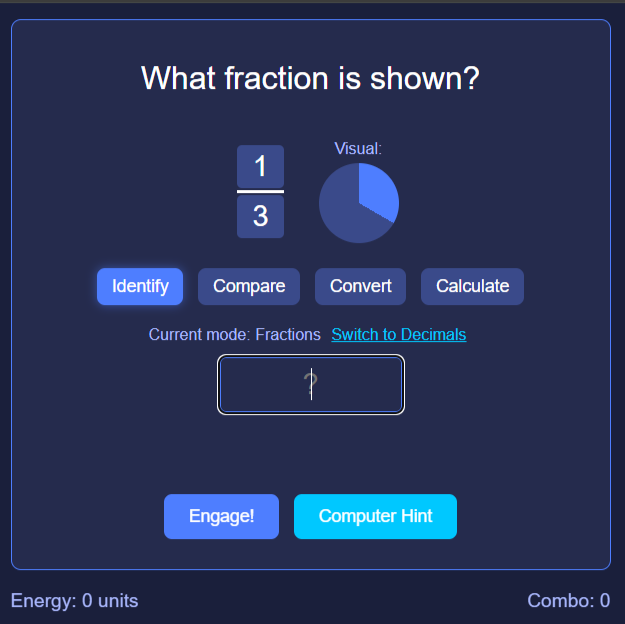 What fraction is shown?
1
3
Visual:
Identify Compare Convert Calculate
Current mode: Fractions Switch to Decimals
?
Engage! Computer Hint
Energy: 0 units Combo: 0